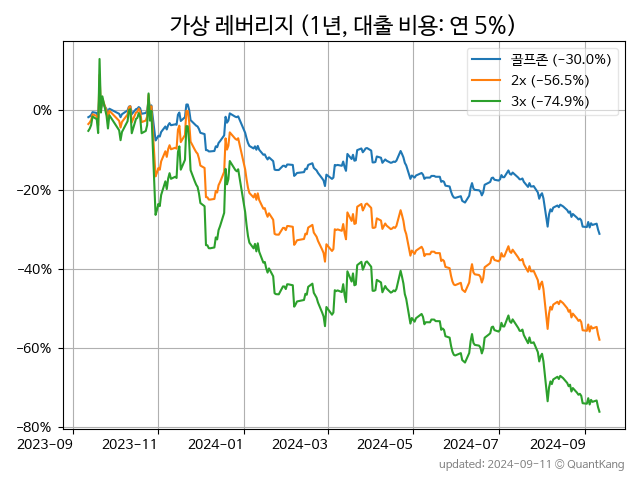 가상 레버리지 (1년, 대출 비용: 연 5%)
골프존 (−30.0%)
2x (−56.5%)
3x (−74.9%)
0%
−20%
−40%
−60%
−80%
2023-09 2023-11 2024-01 2024-03 2024-05 2024-07 2024-09
updated: 2024-09-11 © QuantKang